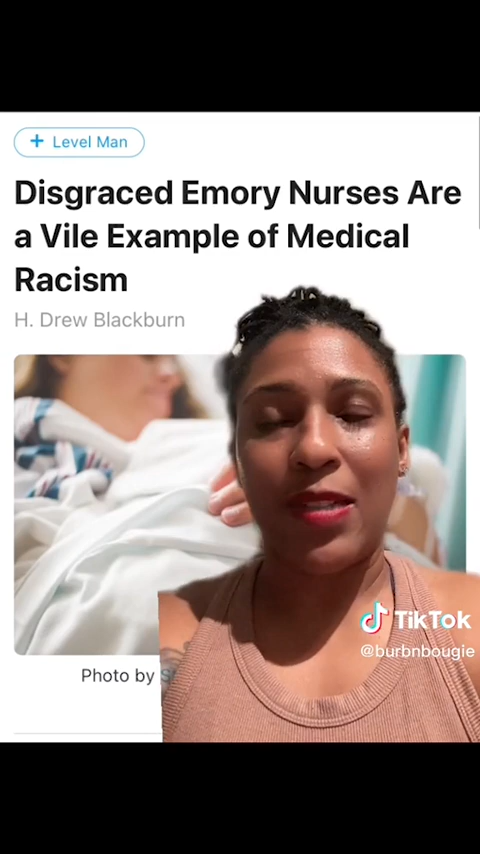 + Level Man
Disgraced Emory Nurses Are
a Vile Example of Medical
Racism
H. Drew Blackburn
Photo by
TikTok
@burbnbougie